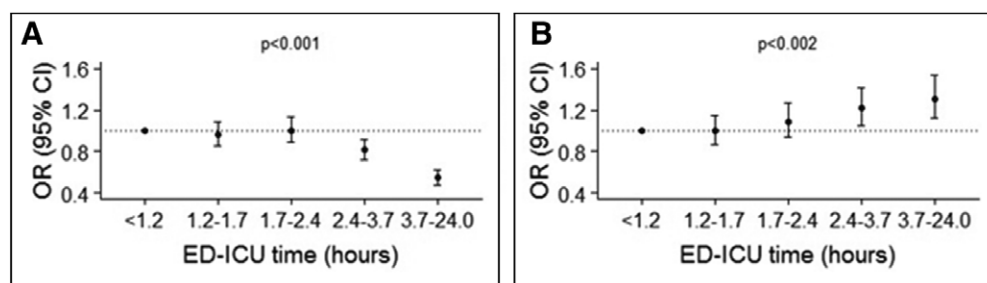 A
p<0.001
OR (95% CI)
1.6
1.2
0.8
0.4
<1.2 1.2-1.7 1.7-2.4 2.4-3.7 3.7-24.0
ED-ICU time (hours)
B
p<0.002
OR (95% CI)
1.6
1.2
0.8
0.4
<1.2 1.2-1.7 1.7-2.4 2.4-3.7 3.7-24.0
ED-ICU time (hours)